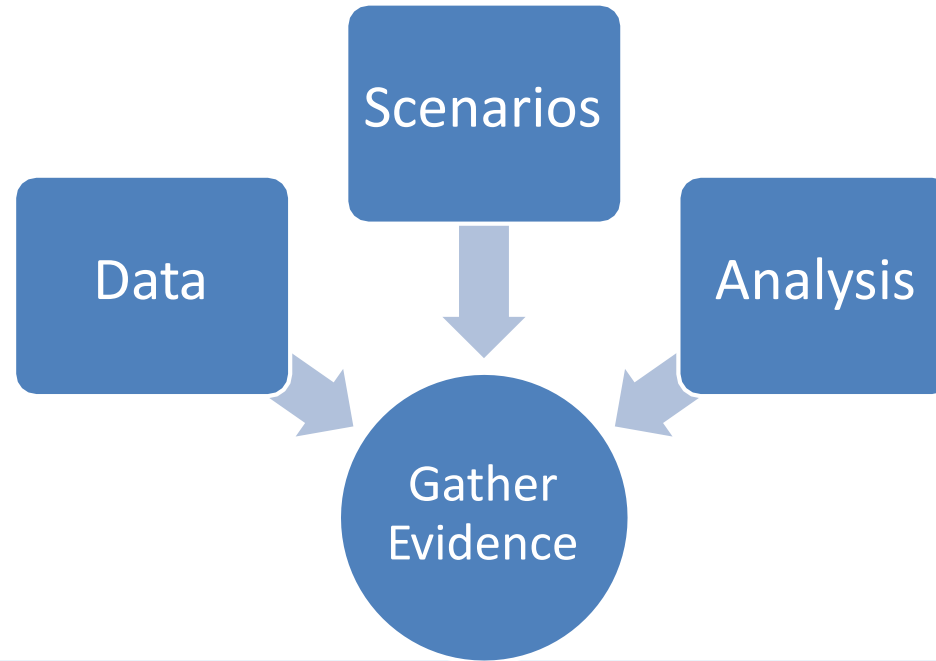 Scenarios
Data
Analysis
Gather
Evidence